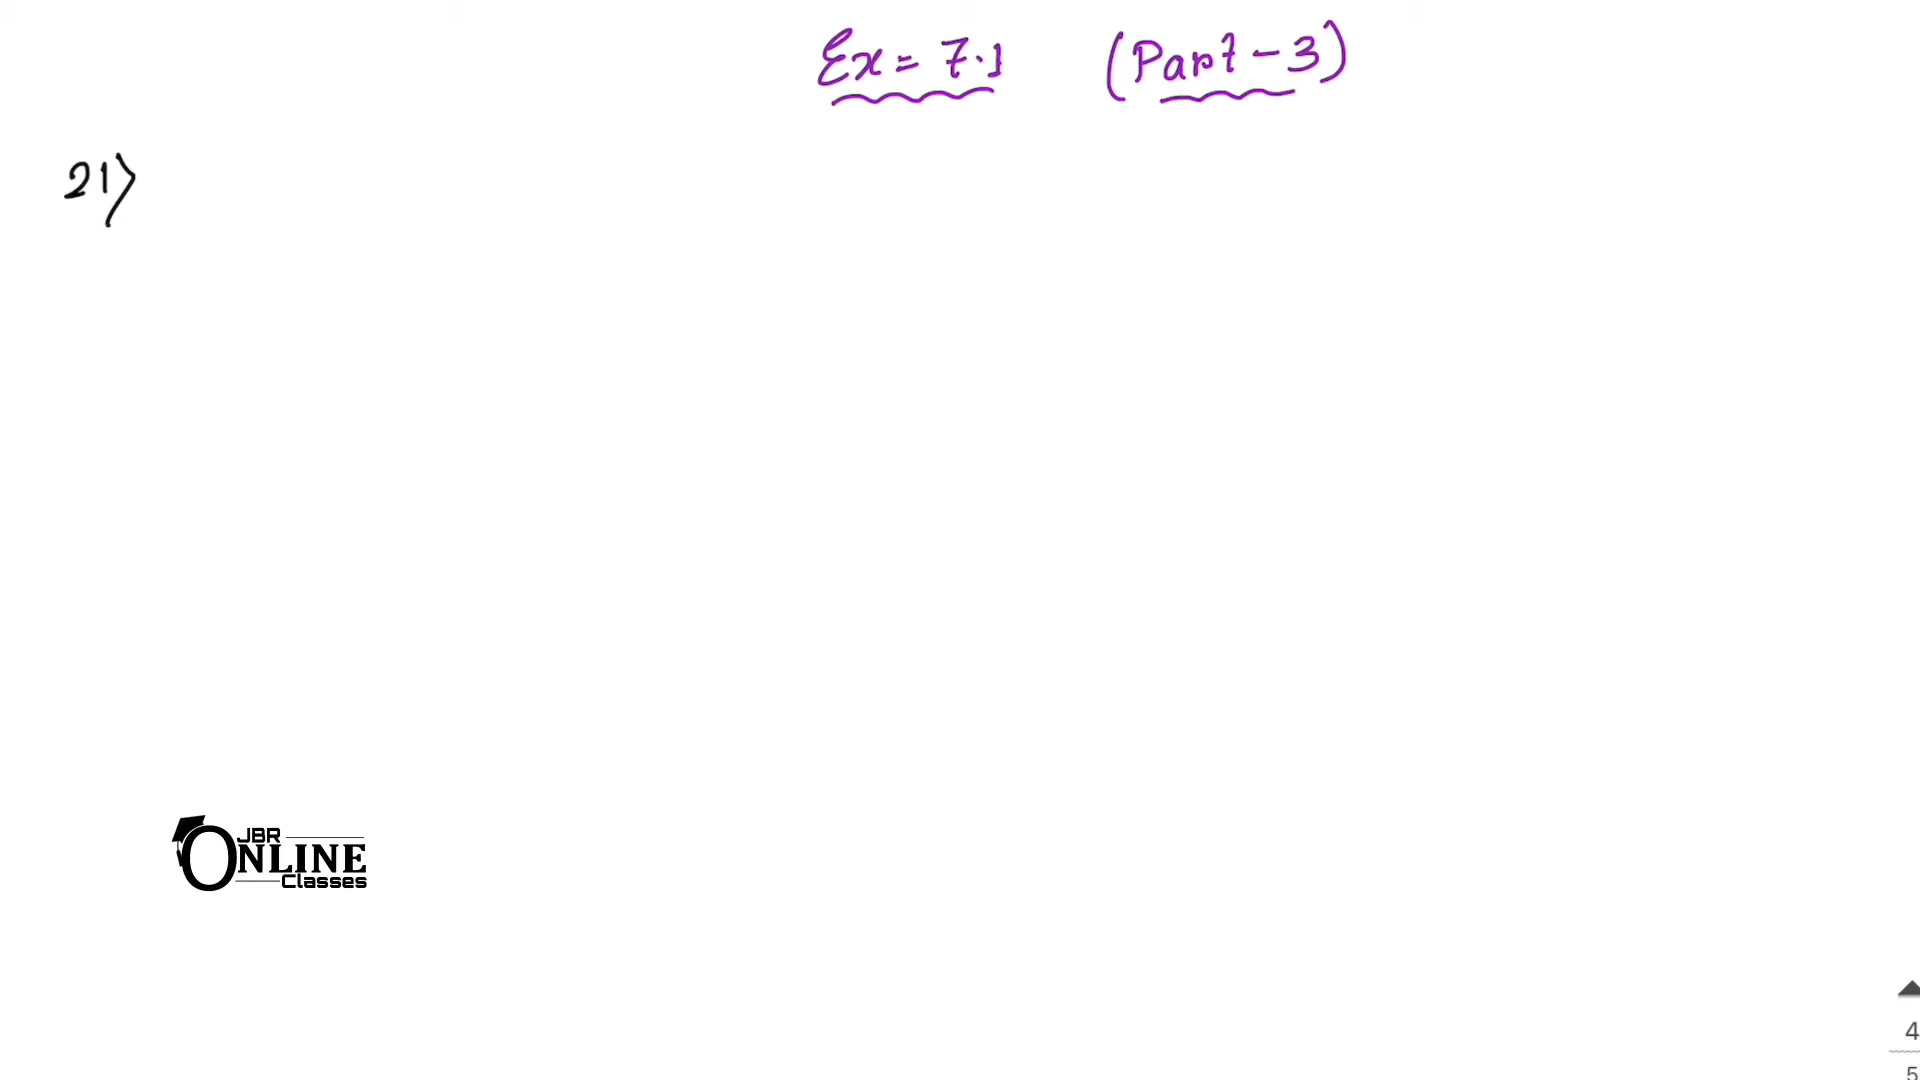 Ex = 7.1 (Part - 3)
21)
JBR
ONLINE
Classes
4
5